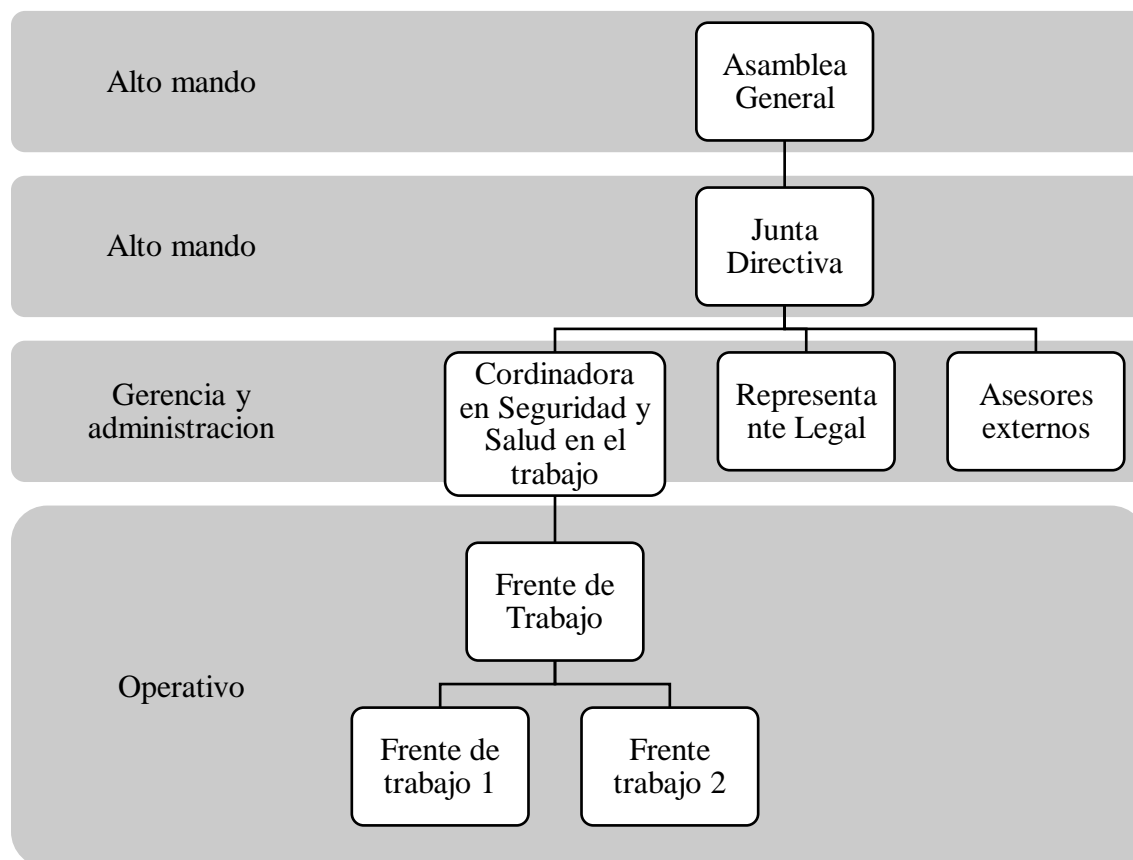 Alto mando
Asamblea
General
Alto mando
Junta
Directiva
Gerencia y
administracion
Cordinadora
en Seguridad y
Salud en el
trabajo
Representa
nte Legal
Asesores
externos
Operativo
Frente de
Trabajo
Frente de
trabajo 1
Frente
trabajo 2